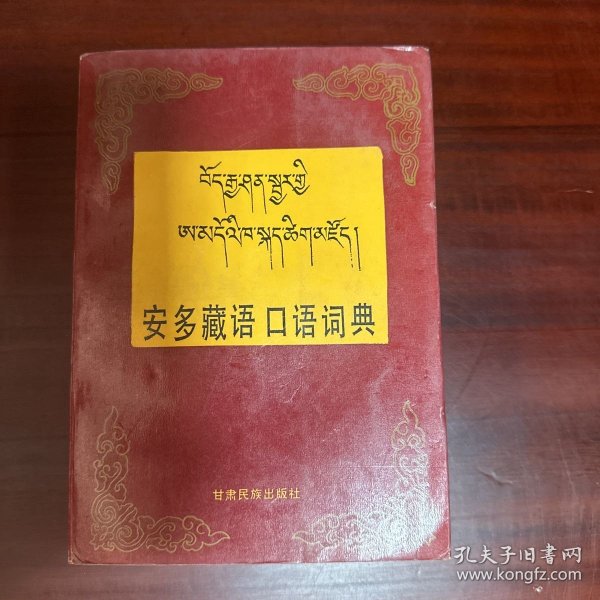 བོད་རྒྱ་ཤན་སྦྱར་གྱི
ཨ་མདོའི་ཁ་སྐད་ཚིག་མཛོད།
安多藏语口语词典
甘肃民族出版社
孔夫子旧书网
www.kongfz.com